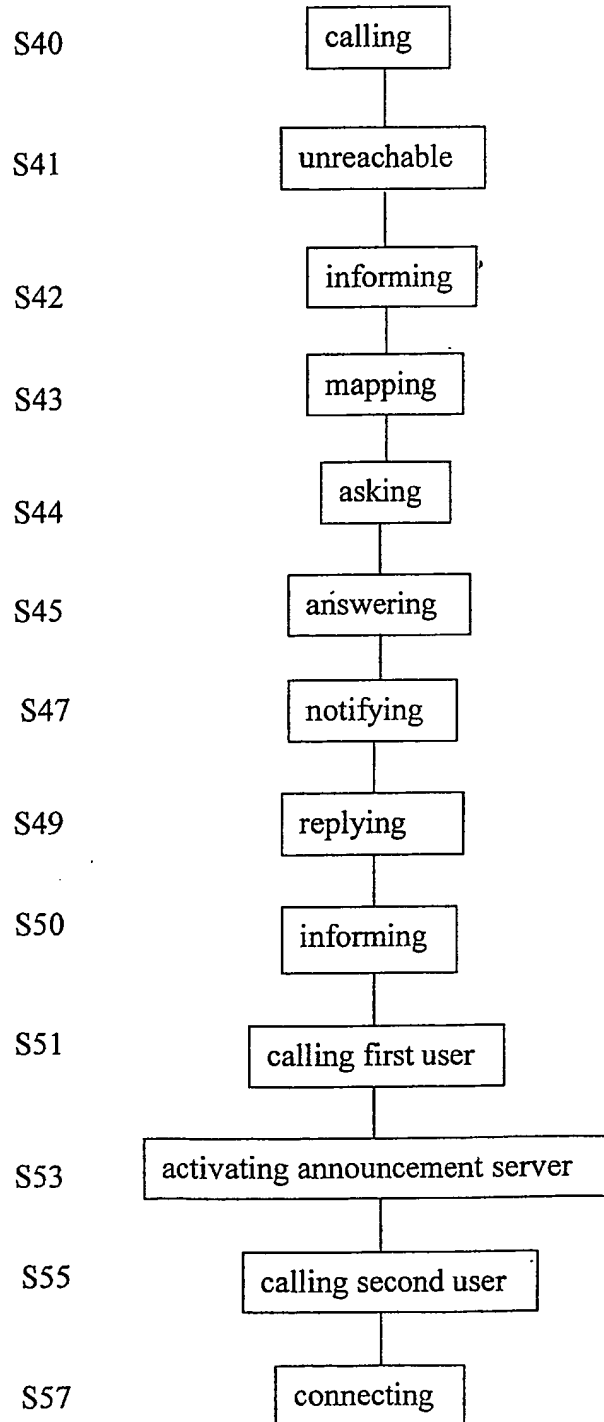 S40 calling
S41 unreachable
S42 informing
S43 mapping
S44 asking
S45 answering
S47 notifying
S49 replying
S50 informing
S51 calling first user
S53 activating announcement server
S55 calling second user
S57 connecting